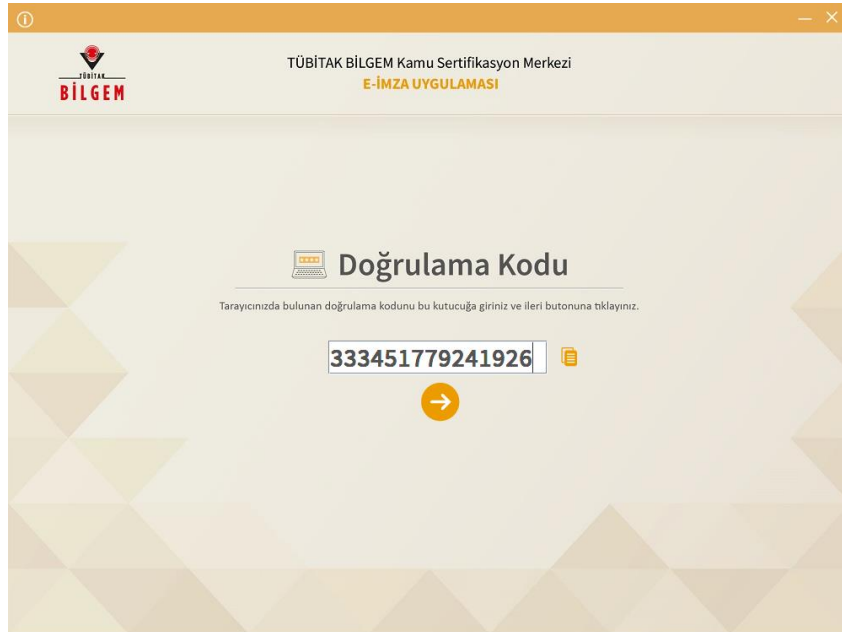 TÜBİTAK
BİLGEM
TÜBİTAK BİLGEM Kamu Sertifikasyon Merkezi
E-İMZA UYGULAMASI
Doğrulama Kodu
Tarayıcınızda bulunan doğrulama kodunu bu kutucuğa giriniz ve ileri butonuna tıklayınız.
333451779241926